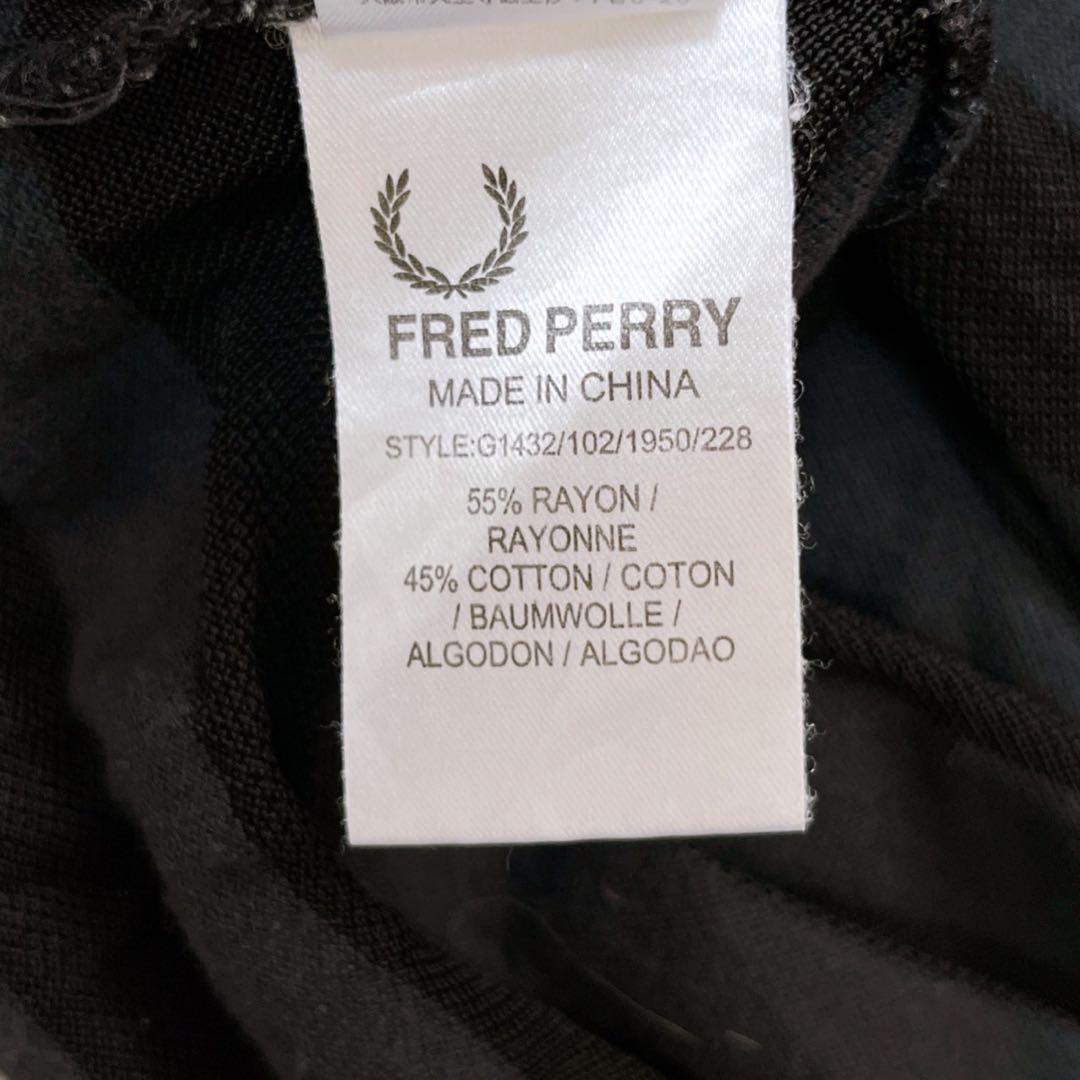 FRED PERRY
MADE IN CHINA
STYLE:G1432/102/1950/228
55% RAYON /
RAYONNE
45% COTTON / COTON
/ BAUMWOLLE /
ALGODON / ALGODAO